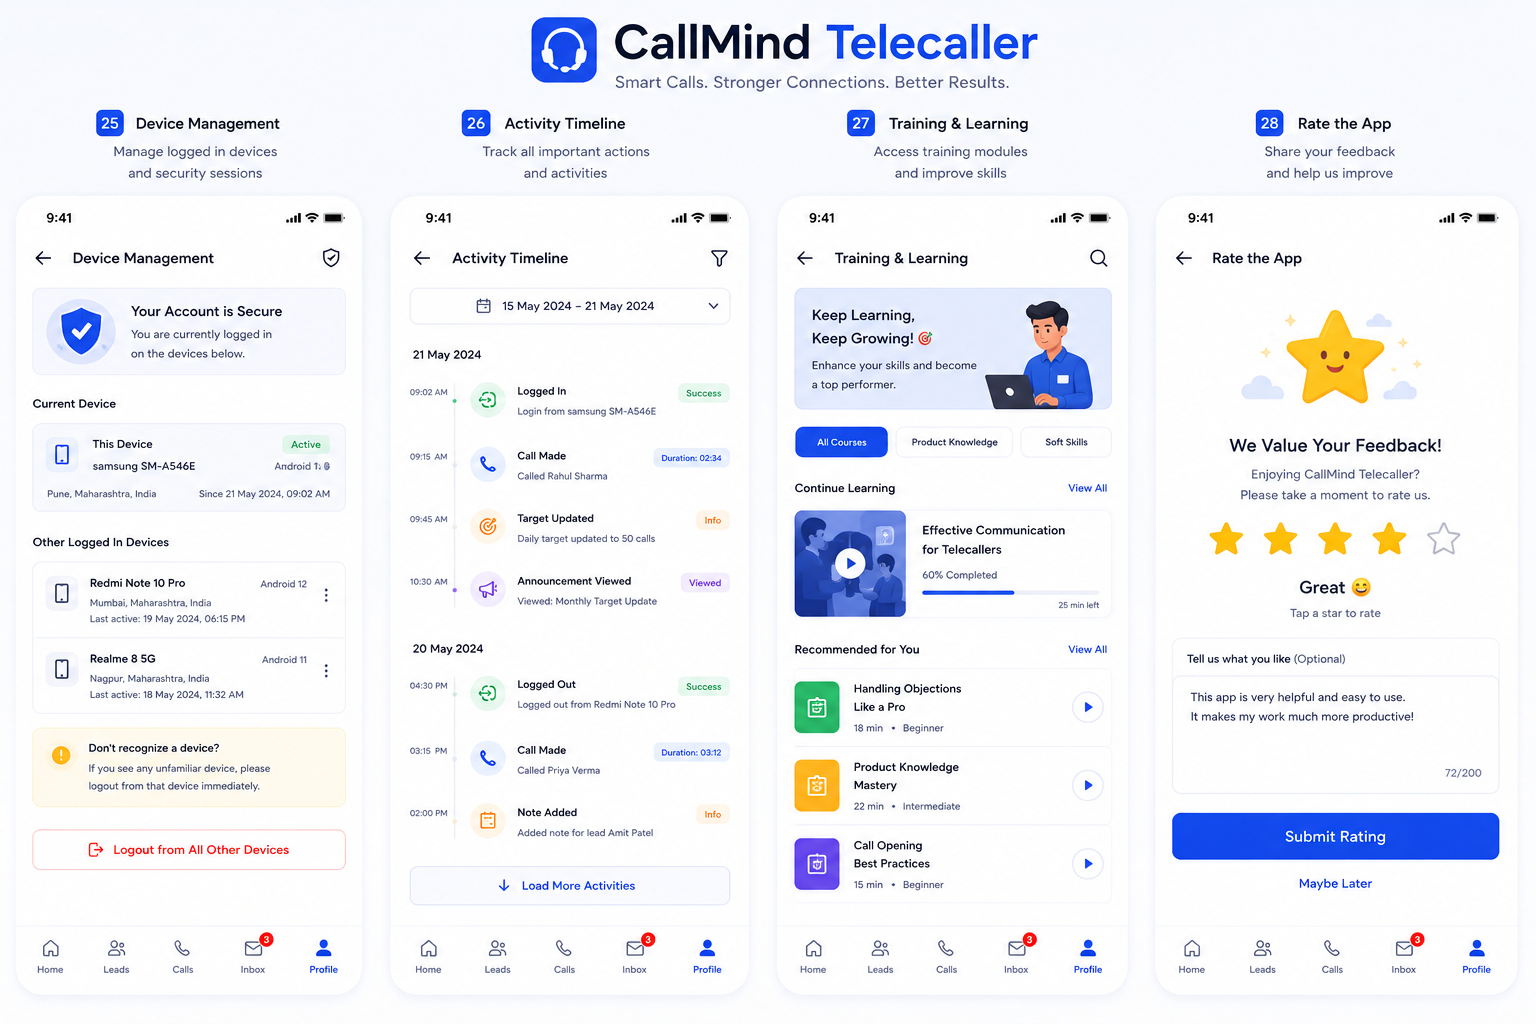 CallMind Telecaller
Smart Calls. Stronger Connections. Better Results.
25 Device Management
Manage logged in devices
and security sessions
9:41
Device Management
Your Account is Secure
You are currently logged in
on the devices below.
Current Device
This Device
Active
samsung SM-A546E
Android
Pune, Maharashtra, India
Since 21 May 2024, 09:02 AM
Other Logged In Devices
Redmi Note 10 Pro
Android 12
Mumbai, Maharashtra, India
Last active: 19 May 2024, 06:15 PM
Realme 8 5G
Android 11
Nagpur, Maharashtra, India
Last active: 18 May 2024, 11:32 AM
Don't recognize a device?
If you see any unfamiliar device, please
logout from that device immediately.
Logout from All Other Devices
Home
Leads
Calls
3
Inbox
Profile
26 Activity Timeline
Track all important actions
and activities
9:41
Activity Timeline
15 May 2024 – 21 May 2024
21 May 2024
09:02 AM
Logged In
Success
Login from samsung SM-A546E
09:15 AM
Call Made
Duration: 02:34
Called Rahul Sharma
09:45 AM
Target Updated
Info
Daily target updated to 50 calls
10:30 AM
Announcement Viewed
Viewed
Viewed: Monthly Target Update
20 May 2024
04:30 PM
Logged Out
Success
Logged out from Redmi Note 10 Pro
03:15 PM
Call Made
Duration: 03:12
Called Priya Verma
02:00 PM
Note Added
Info
Added note for lead Amit Patel
Load More Activities
Home
Leads
Calls
3
Inbox
Profile
27 Training & Learning
Access training modules
and improve skills
9:41
Training & Learning
Keep Learning,
Keep Growing!
Enhance your skills and become
a top performer.
All Courses
Product Knowledge
Soft Skills
Continue Learning
View All
Effective Communication
for Telecallers
60% Completed
25 min left
Recommended for You
View All
Handling Objections
Like a Pro
18 min • Beginner
Product Knowledge
Mastery
22 min • Intermediate
Call Opening
Best Practices
15 min • Beginner
Home
Leads
Calls
3
Inbox
Profile
28 Rate the App
Share your feedback
and help us improve
9:41
Rate the App
We Value Your Feedback!
Enjoying CallMind Telecaller?
Please take a moment to rate us.
Great
Tap a star to rate
Tell us what you like (Optional)
This app is very helpful and easy to use.
It makes my work much more productive!
72/200
Submit Rating
Maybe Later
Home
Leads
Calls
3
Inbox
Profile